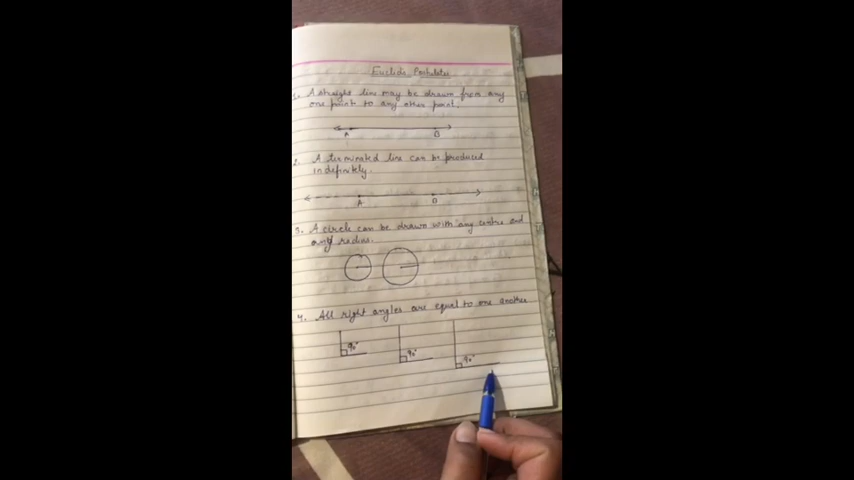 Euclid's Postulates
1. A straight line may be drawn from any
one point to any other point.
A B
2. A terminated line can be produced
indefinitely.
A B
3. A circle can be drawn with any centre and
any radius.
4. All right angles are equal to one another
90° 90° 90°